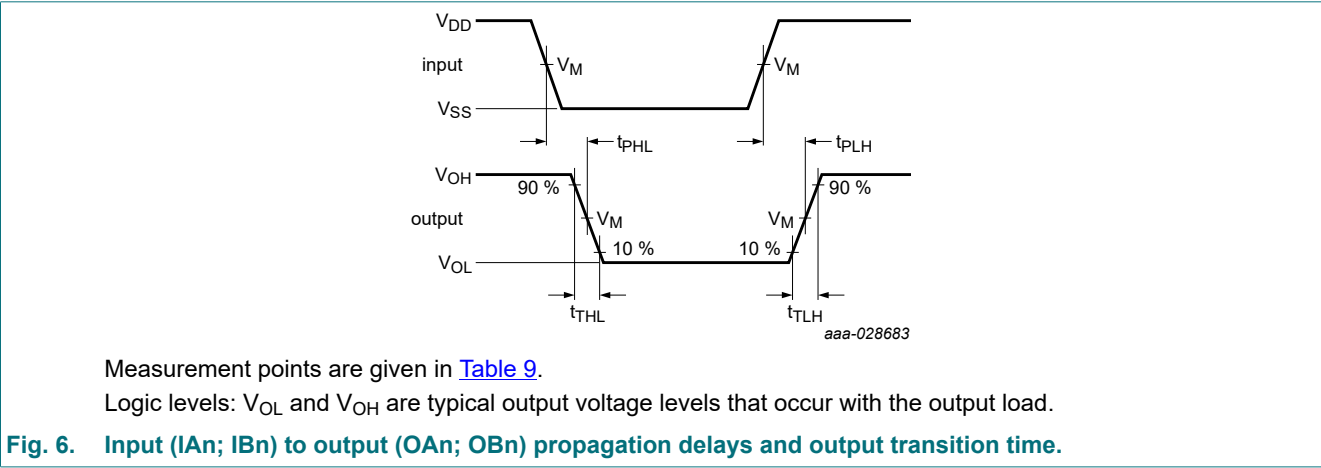 VDD
input
VM
VM
VSS
tPHL
tPLH
VOH
90 %
90 %
output
VM
VM
10 %
10 %
VOL
tTHL
tTLH
aaa-028683
Measurement points are given in Table 9.
Logic levels: VOL and VOH are typical output voltage levels that occur with the output load.
Fig. 6. Input (IAn; IBn) to output (OAn; OBn) propagation delays and output transition time.